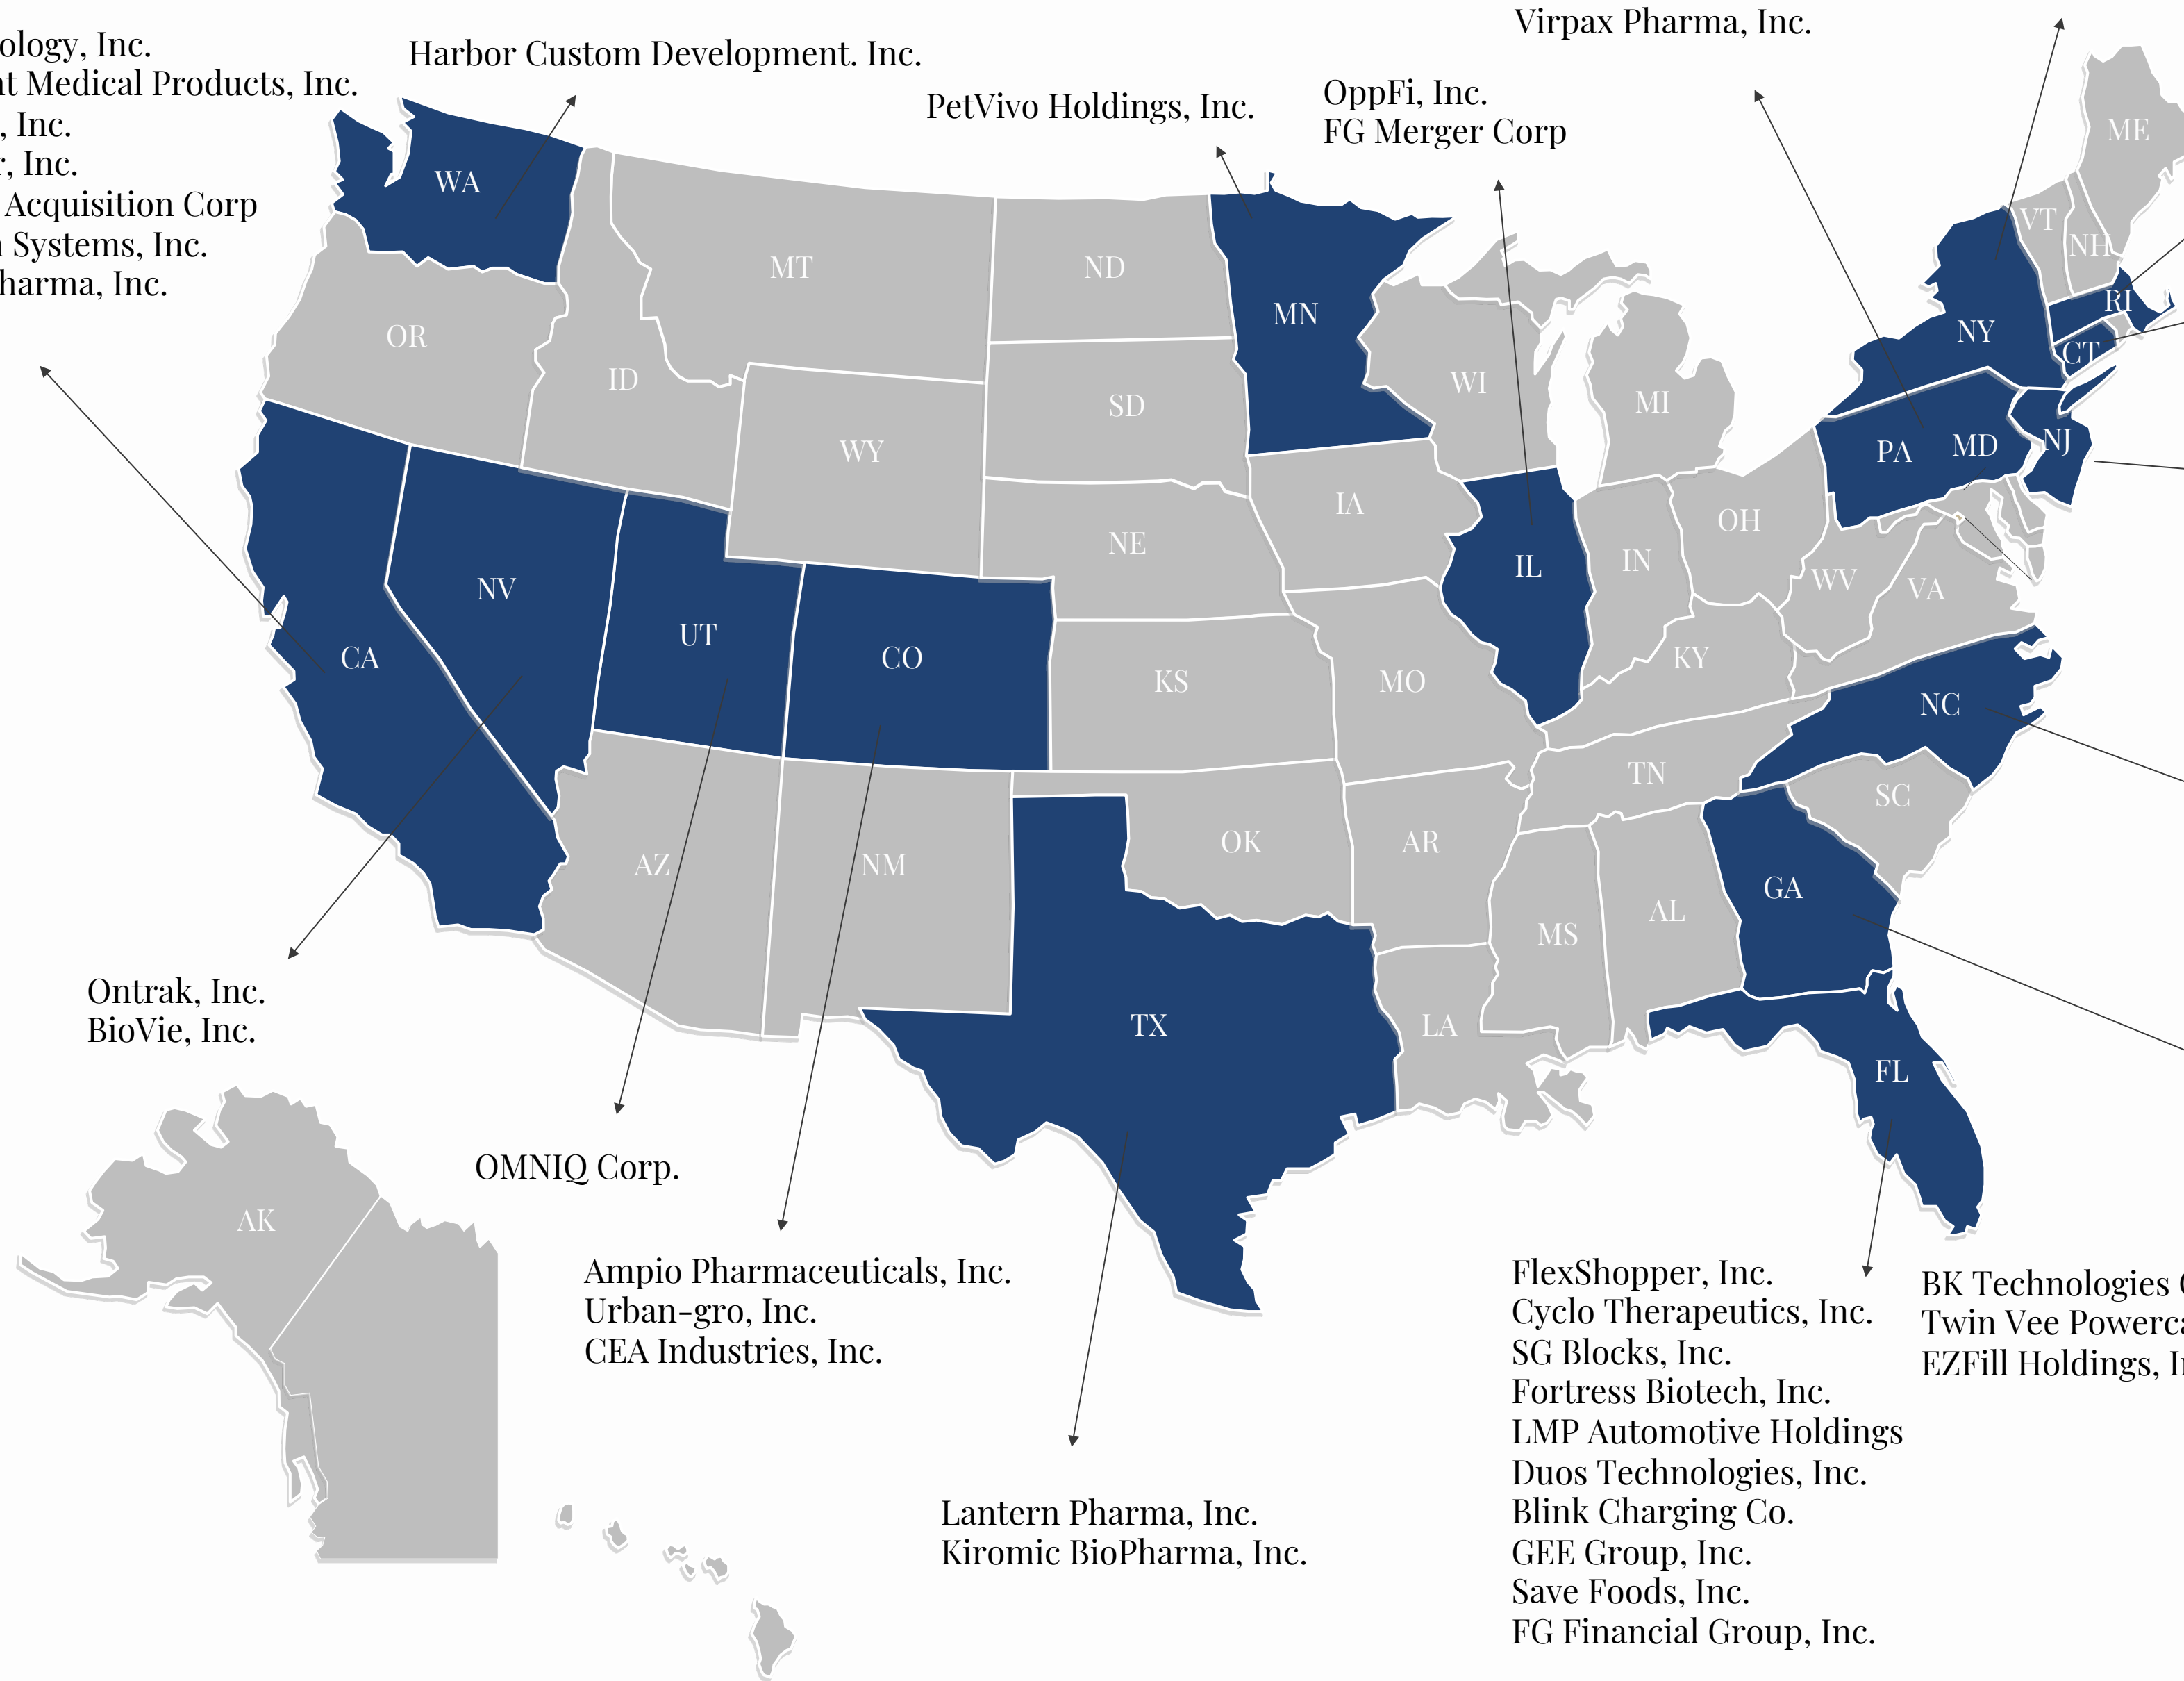 Virpax Pharma, Inc.
Inc.
Medical Products, Inc.
Inc.
Inc.
Acquisition Corp
Systems, Inc.
Inc.
Harbor Custom Development. Inc.
PetVivo Holdings, Inc.
OppFi, Inc.
FG Merger Corp
WA
OR
CA
NV
ID
MT
WY
UT
CO
AZ
NM
ND
SD
NE
KS
OK
TX
MN
IA
MO
AR
LA
WI
IL
MI
IN
OH
KY
TN
MS
AL
GA
FL
SC
NC
VA
WV
PA
MD
NJ
NY
CT
RI
VT
NH
ME
AK
Ontrak, Inc.
BioVie, Inc.
OMNIQ Corp.
Ampio Pharmaceuticals, Inc.
Urban-gro, Inc.
CEA Industries, Inc.
Lantern Pharma, Inc.
Kiromic BioPharma, Inc.
FlexShopper, Inc.
Cyclo Therapeutics, Inc.
SG Blocks, Inc.
Fortress Biotech, Inc.
LMP Automotive Holdings
Duos Technologies, Inc.
Blink Charging Co.
GEE Group, Inc.
Save Foods, Inc.
FG Financial Group, Inc.
BK Technologies
Twin Vee
EZFill Holdings,